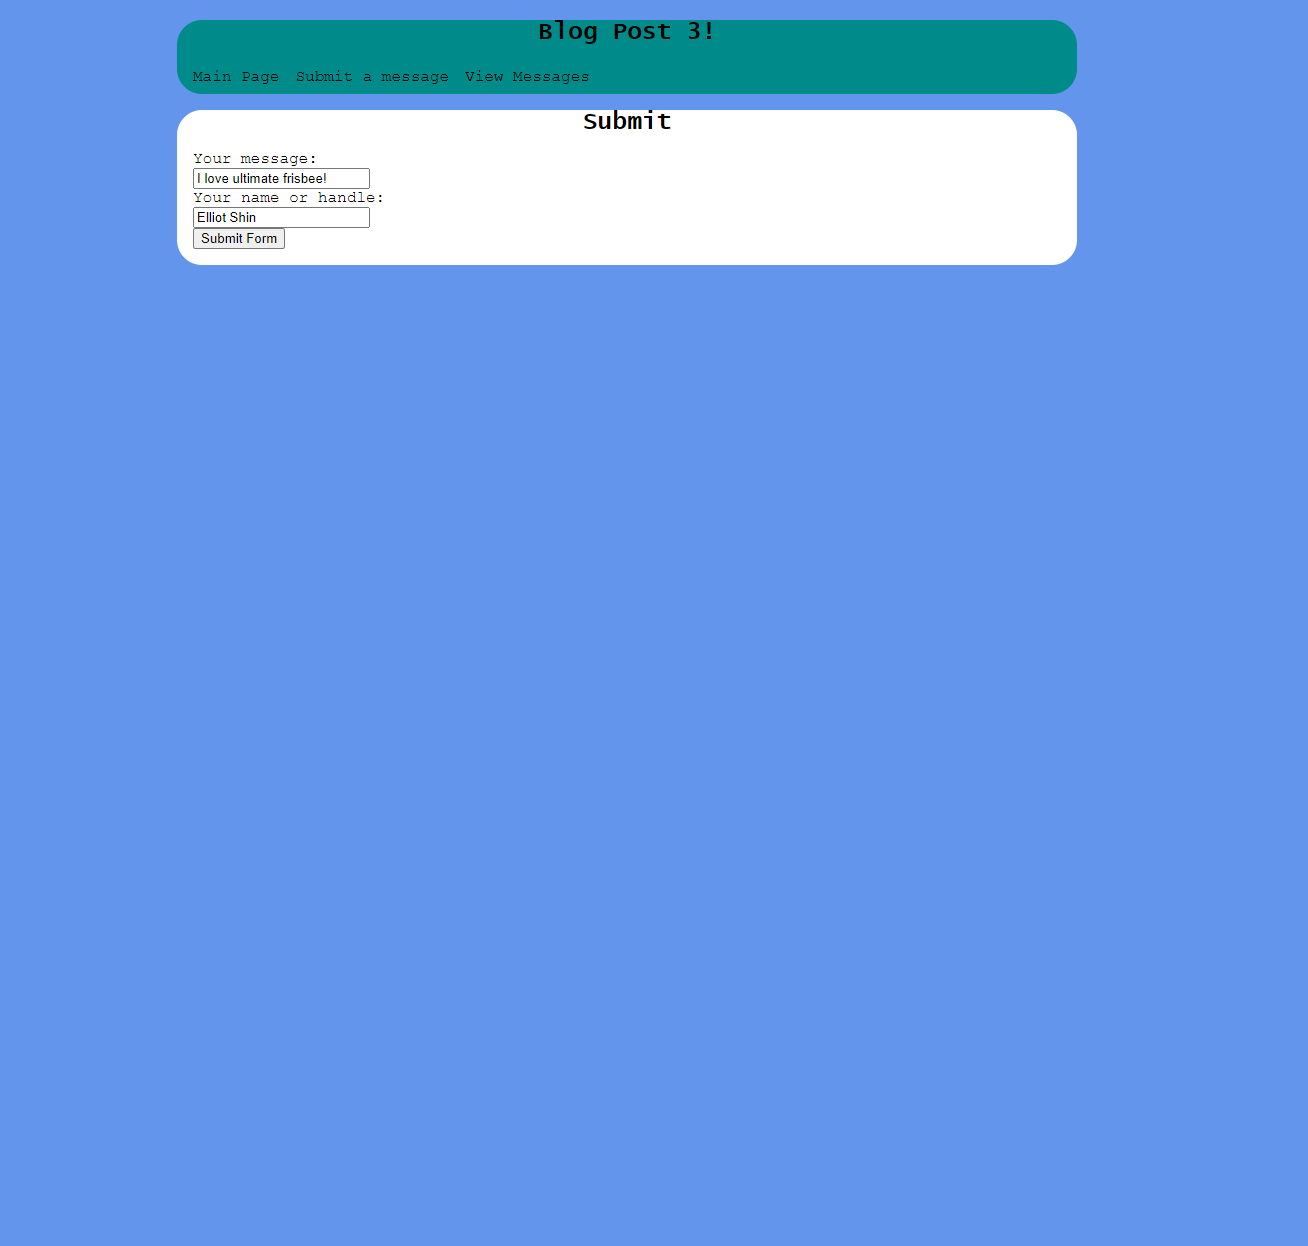 Blog Post 3!
Main Page Submit a message View Messages
Submit
Your message:
I love ultimate frisbee!
Your name or handle:
Elliot Shin
Submit Form